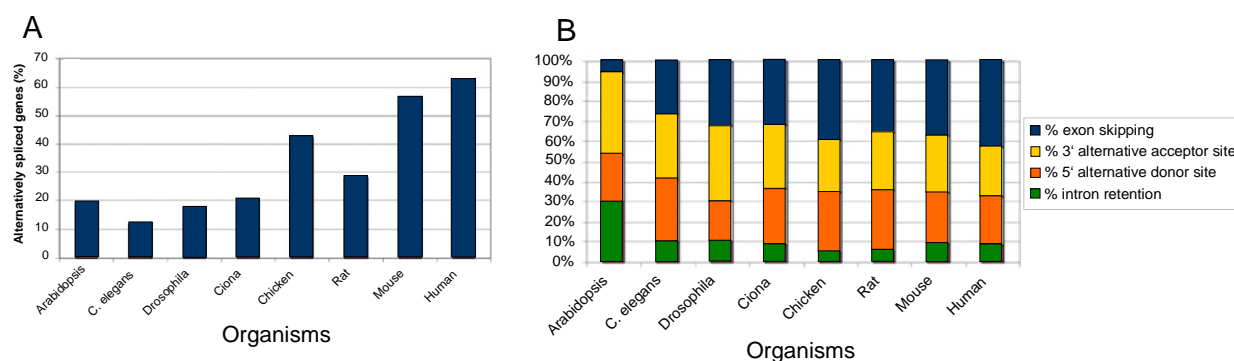 A
Alternatively spliced genes (%)
70
60
50
40
30
20
10
0
Arabidopsis
C. elegans
Drosophila
Ciona
Chicken
Rat
Mouse
Human
Organisms
B
100%
90%
80%
70%
60%
50%
40%
30%
20%
10%
0%
Arabidopsis
C. elegans
Drosophila
Ciona
Chicken
Rat
Mouse
Human
Organisms
% exon skipping
% 3‘ alternative acceptor site
% 5‘ alternative donor site
% intron retention